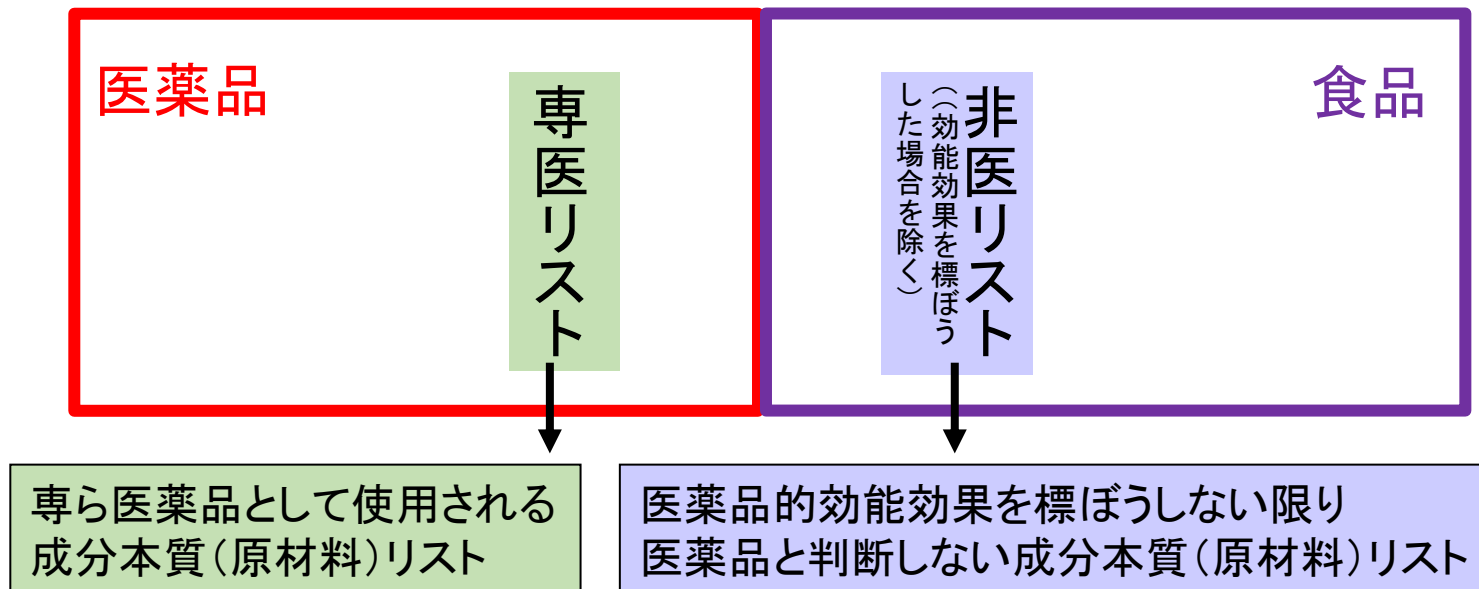 医薬品
専医リスト
非医リスト
（（効能効果を標ぼう
した場合を除く）
食品
専ら医薬品として使用される
成分本質（原材料）リスト
医薬品的効能効果を標ぼうしない限り
医薬品と判断しない成分本質（原材料）リスト